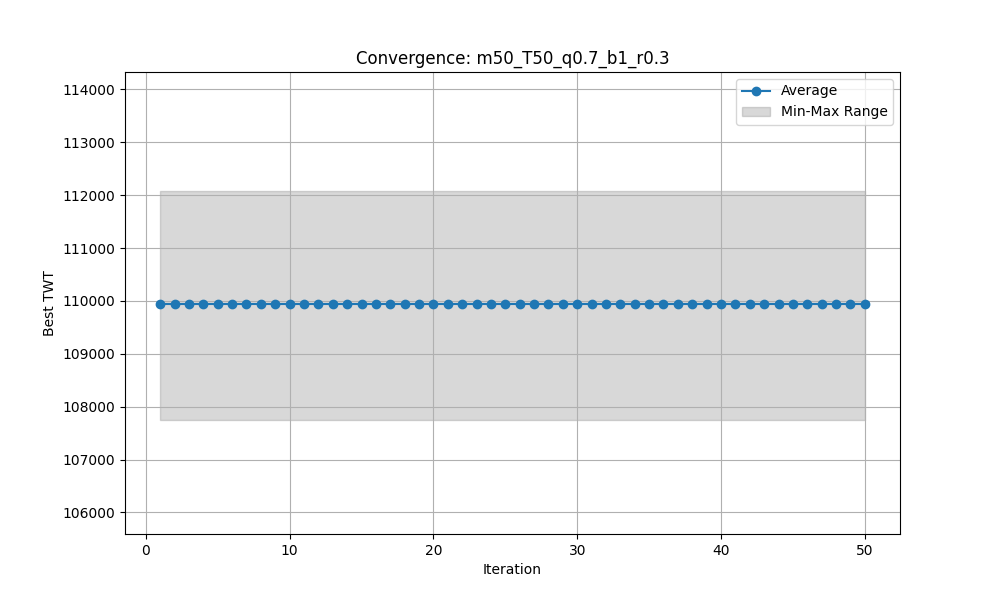 Convergence: m50_T50_q0.7_b1_r0.3
Average
Min-Max Range
Best TWT
114000
113000
112000
111000
110000
109000
108000
107000
106000
0 10 20 30 40 50
Iteration